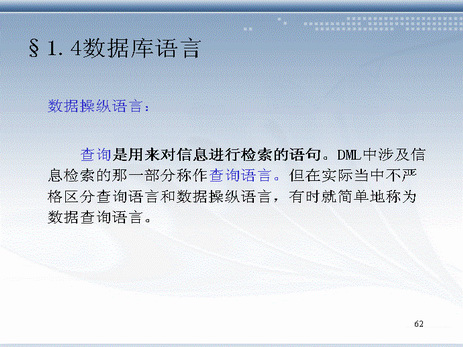 §1.4数据库语言
数据操纵语言：
查询是用来对信息进行检索的语句。DML中涉及信
息检索的那一部分称作查询语言。但在实际当中不严
格区分查询语言和数据操纵语言，有时就简单地称为
数据查询语言。
62